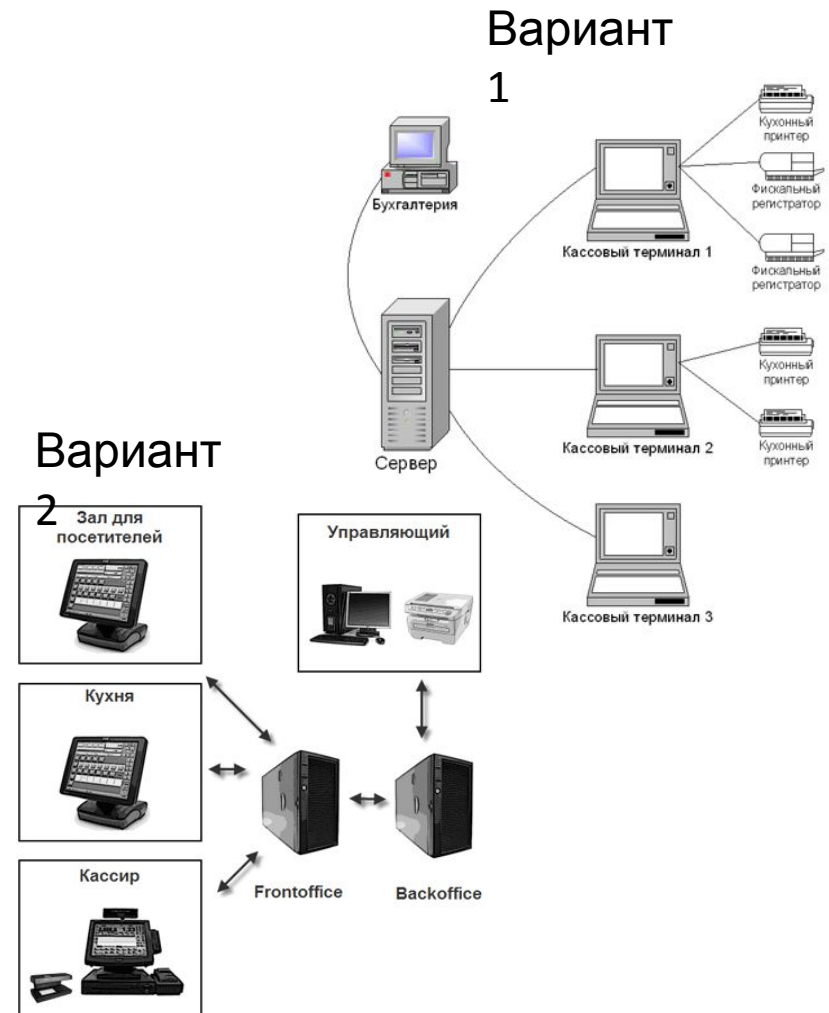 Вариант
1
Кухонный
принтер
Фискальный
регистратор
Фискальный
регистратор
Кассовый терминал 1
Бухгалтерия
Сервер
Кухонный
принтер
Кухонный
принтер
Кассовый терминал 2
Кассовый терминал 3
Вариант
2
Зал для
посетителей
Управляющий
Кухня
Кассир
Frontoffice
Backoffice